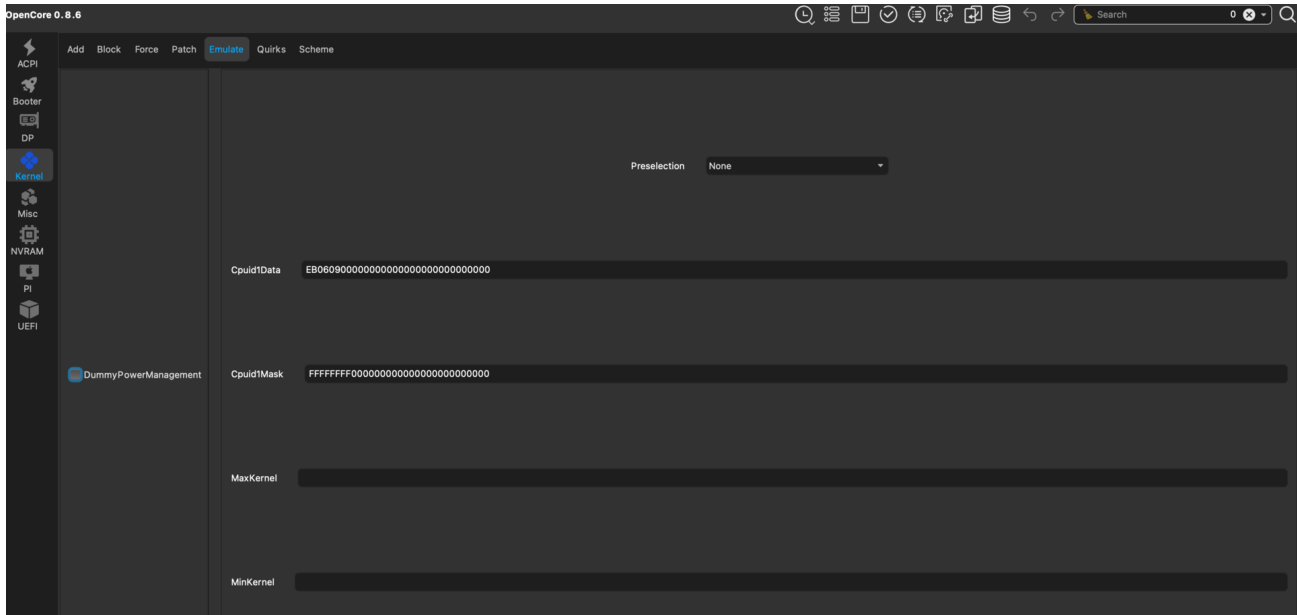 OpenCore 0.8.6
Search 0
Add Block Force Patch Emulate Quirks Scheme
ACPI
Booter
DP
Kernel
Misc
NVRAM
PI
UEFI
Preselection None
Cpuid1Data EB060900000000000000000000000000
DummyPowerManagement
Cpuid1Mask FFFFFFFF000000000000000000000000
MaxKernel
MinKernel